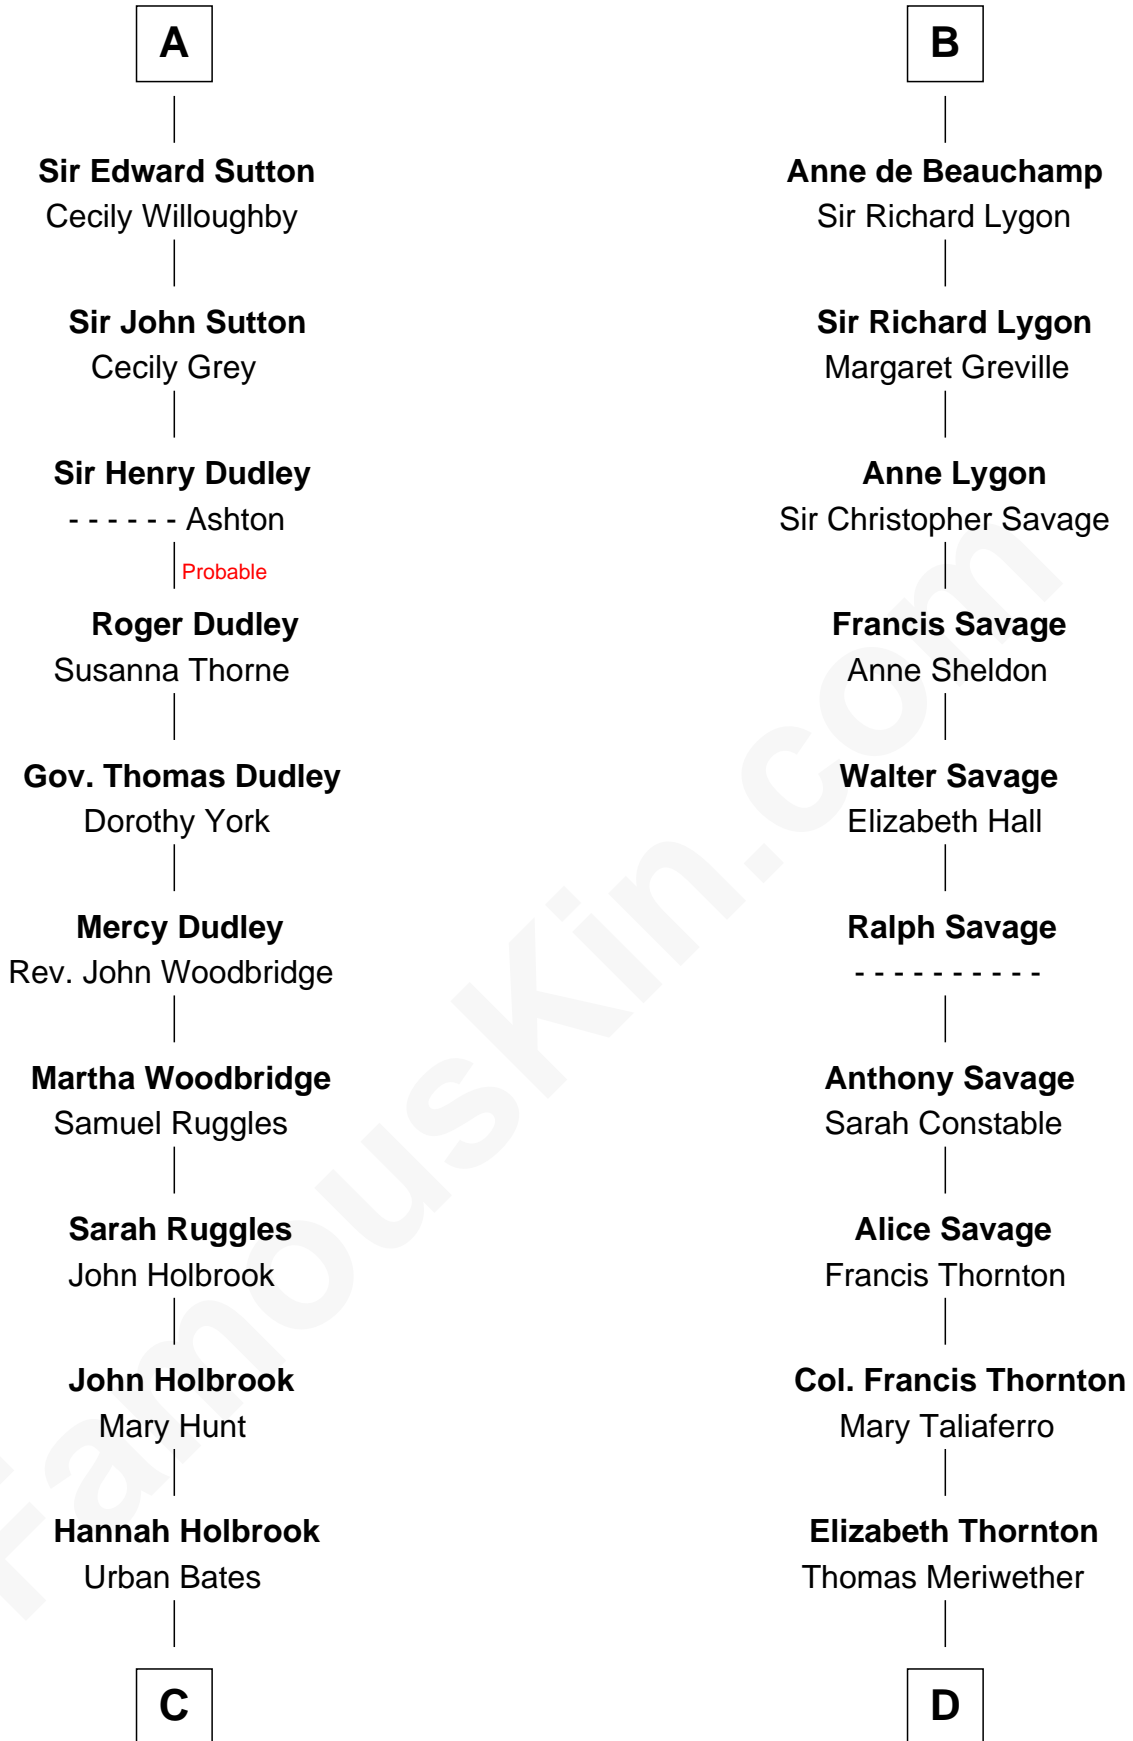 A
Sir Edward Sutton
Cecily Willoughby
Sir John Sutton
Cecily Grey
Sir Henry Dudley
- - - - - - Ashton
Probable
Roger Dudley
Susanna Thorne
Gov. Thomas Dudley
Dorothy York
Mercy Dudley
Rev. John Woodbridge
Martha Woodbridge
Samuel Ruggles
Sarah Ruggles
John Holbrook
John Holbrook
Mary Hunt
Hannah Holbrook
Urban Bates
C
B
Anne de Beauchamp
Sir Richard Lygon
Sir Richard Lygon
Margaret Greville
Anne Lygon
Sir Christopher Savage
Francis Savage
Anne Sheldon
Walter Savage
Elizabeth Hall
Ralph Savage
- - - - - - - - - -
Anthony Savage
Sarah Constable
Alice Savage
Francis Thornton
Col. Francis Thornton
Mary Taliaferro
Elizabeth Thornton
Thomas Meriwether
D
FamousKin.com